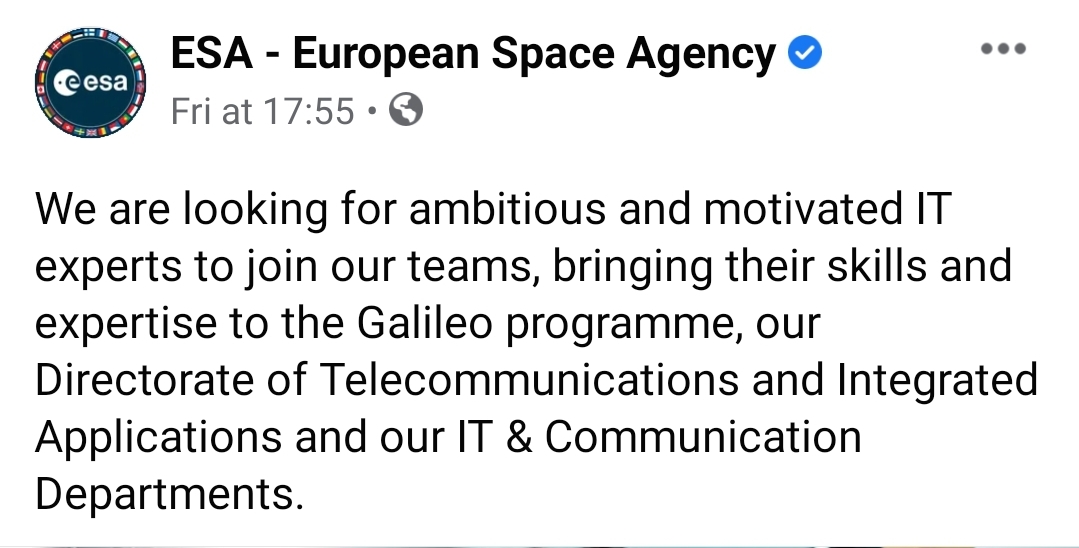 esa
ESA - European Space Agency
Fri at 17:55 •
We are looking for ambitious and motivated IT
experts to join our teams, bringing their skills and
expertise to the Galileo programme, our
Directorate of Telecommunications and Integrated
Applications and our IT & Communication
Departments.